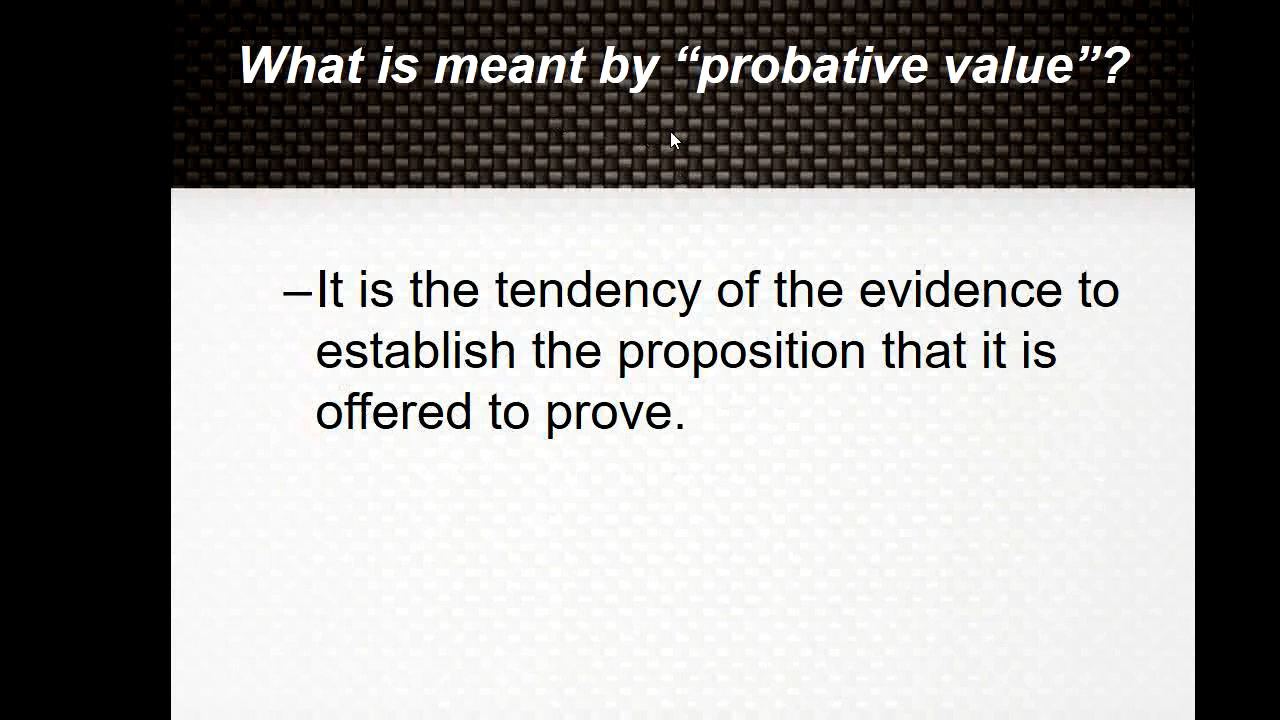 What is meant by “probative value”?
–It is the tendency of the evidence to
establish the proposition that it is
offered to prove.